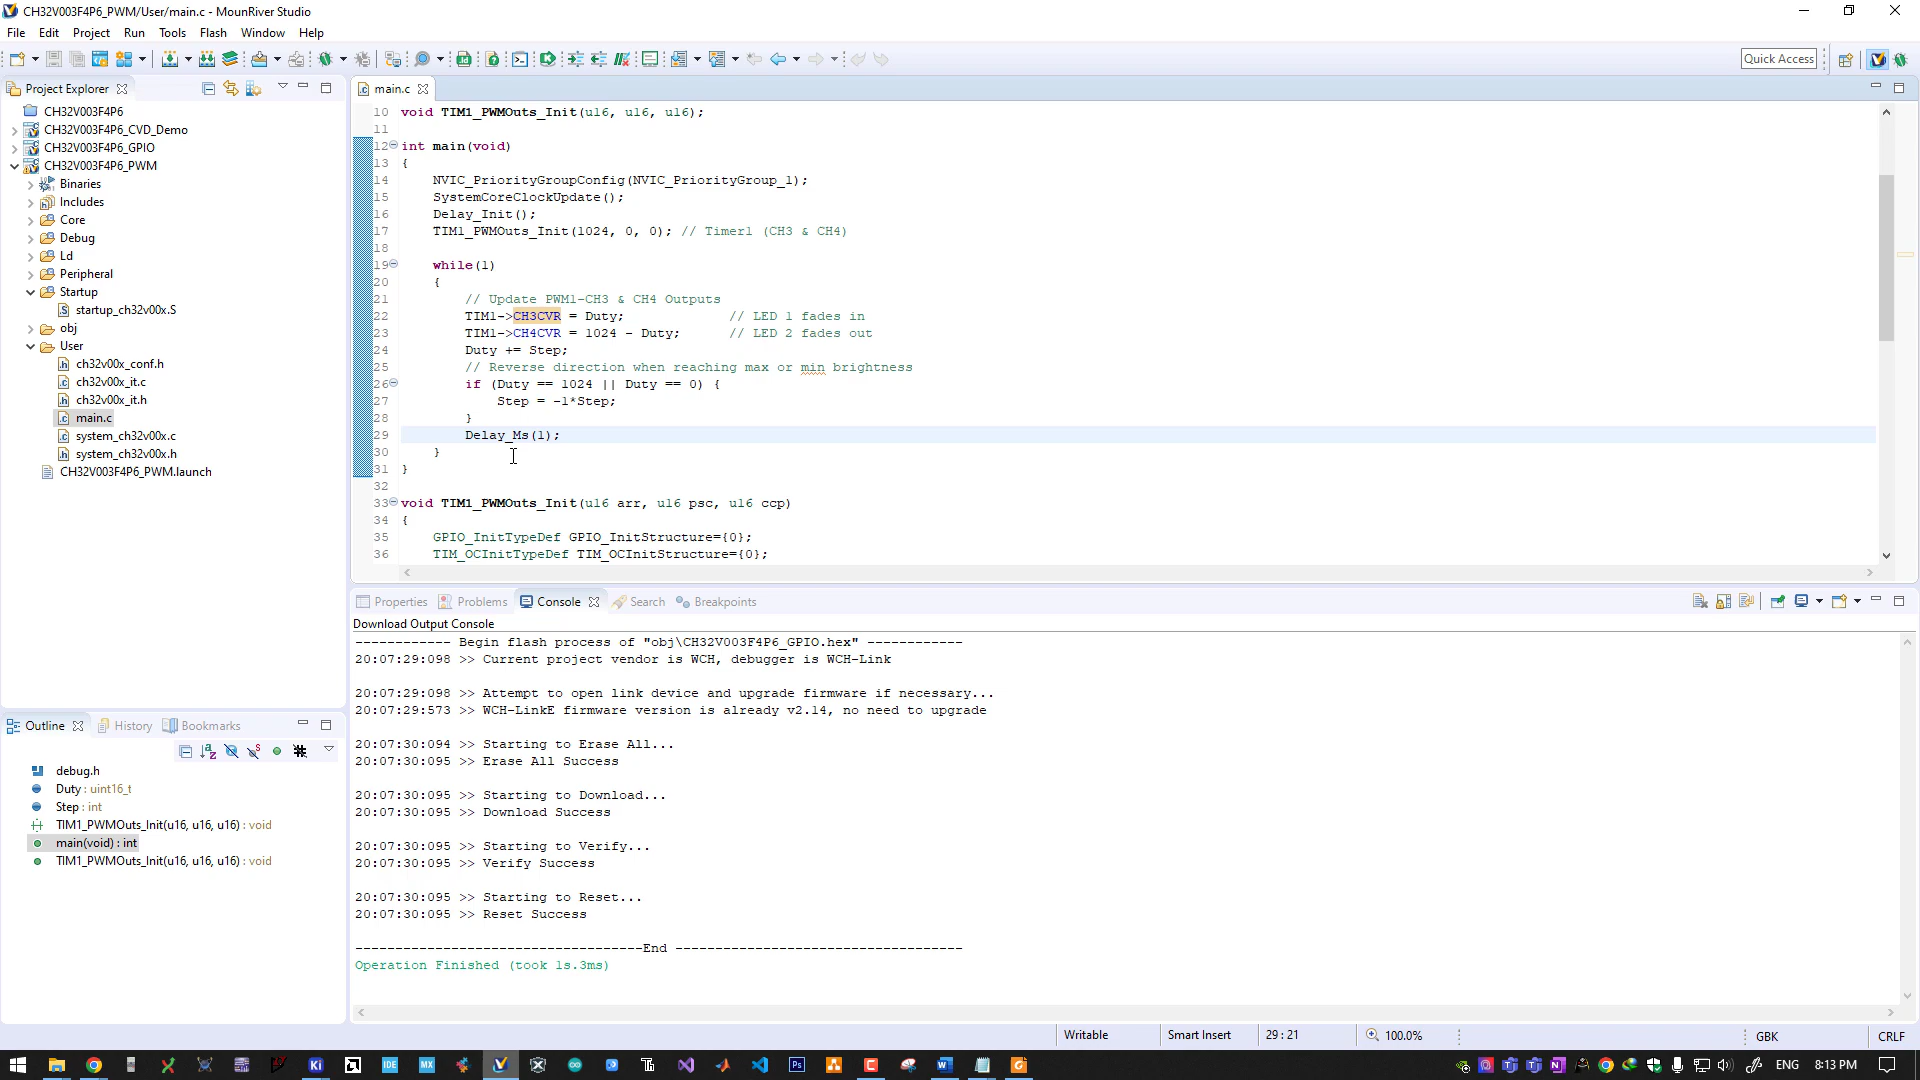 CH32V003F4P6_PWM/User/main.c - MounRiver Studio
File Edit Project Run Tools Flash Window Help
Quick Access
Project Explorer
CH32V003F4P6
CH32V003F4P6_CVD_Demo
CH32V003F4P6_GPIO
CH32V003F4P6_PWM
Binaries
Includes
Core
Debug
Ld
Peripheral
Startup
startup_ch32v00x.S
obj
User
ch32v00x_conf.h
ch32v00x_it.c
ch32v00x_it.h
main.c
system_ch32v00x.c
system_ch32v00x.h
CH32V003F4P6_PWM.launch
main.c
10 void TIM1_PWMOuts_Init(u16, u16, u16);
11
12 int main(void)
13 {
14 NVIC_PriorityGroupConfig(NVIC_PriorityGroup_1);
15 SystemCoreClockUpdate();
16 Delay_Init();
17 TIM1_PWMOuts_Init(1024, 0, 0); // Timer1 (CH3 & CH4)
18
19 while(1)
20 {
21 // Update PWM1-CH3 & CH4 Outputs
22 TIM1->CH3CVR = Duty; // LED 1 fades in
23 TIM1->CH4CVR = 1024 - Duty; // LED 2 fades out
24 Duty += Step;
25 // Reverse direction when reaching max or min brightness
26 if (Duty == 1024 || Duty == 0) {
27 Step = -1*Step;
28 }
29 Delay_Ms(1);
30 }
31 }
32
33 void TIM1_PWMOuts_Init(u16 arr, u16 psc, u16 ccp)
34 {
35 GPIO_InitTypeDef GPIO_InitStructure={0};
36 TIM_OCInitTypeDef TIM_OCInitStructure={0};
Properties Problems Console Search Breakpoints
Download Output Console
------------ Begin flash process of "obj\CH32V003F4P6_GPIO.hex" ------------
20:07:29:098 >> Current project vendor is WCH, debugger is WCH-Link
20:07:29:098 >> Attempt to open link device and upgrade firmware if necessary...
20:07:29:573 >> WCH-LinkE firmware version is already v2.14, no need to upgrade
20:07:30:094 >> Starting to Erase All...
20:07:30:095 >> Erase All Success
20:07:30:095 >> Starting to Download...
20:07:30:095 >> Download Success
20:07:30:095 >> Starting to Verify...
20:07:30:095 >> Verify Success
20:07:30:095 >> Starting to Reset...
20:07:30:095 >> Reset Success
------------------------------------End ------------------------------------
Operation Finished (took 1s.3ms)
Outline History Bookmarks
debug.h
Duty : uint16_t
Step : int
TIM1_PWMOuts_Init(u16, u16, u16) : void
main(void) : int
TIM1_PWMOuts_Init(u16, u16, u16) : void
Writable Smart Insert 29 : 21 100.0% GBK CRLF
ENG 8:13 PM